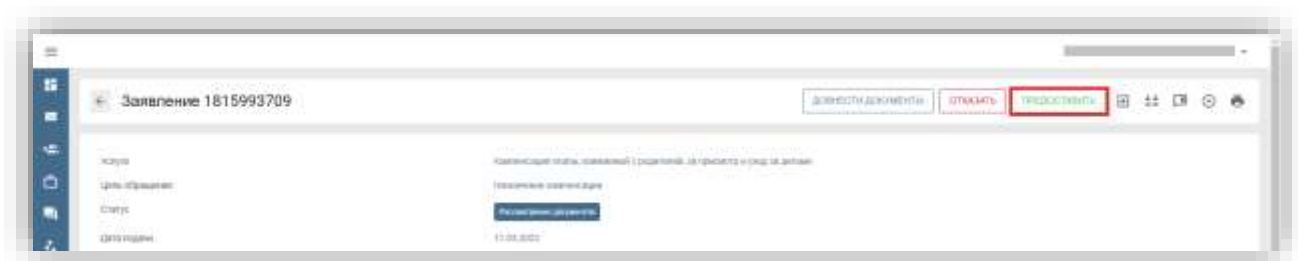 Заявление 1815993709
ДОВНЕСТИ ДОКУМЕНТЫ ОТКАЗАТЬ ПРЕДОСТАВИТЬ
Услуга Компенсация платы, взимаемой с родителей, за присмотр и уход за детьми
Цель обращения Назначение компенсации
Статус Рассмотрение документов
Дата подачи